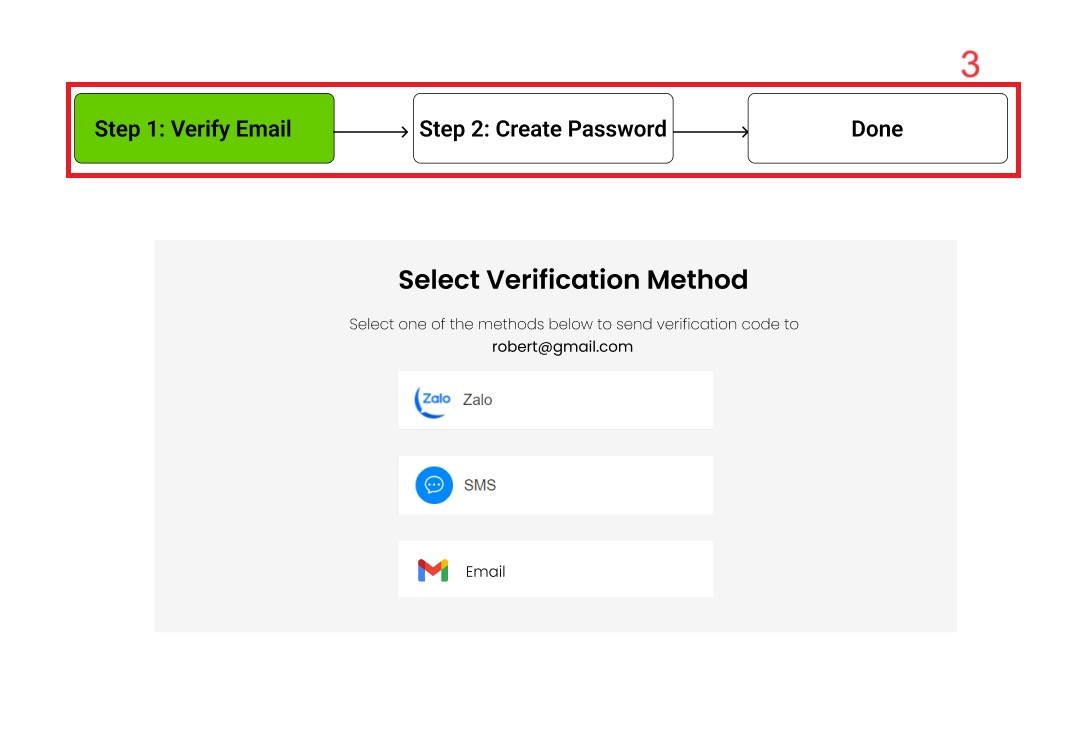 3
Step 1: Verify Email
Step 2: Create Password
Done
Select Verification Method
Select one of the methods below to send verification code to
robert@gmail.com
Zalo Zalo
SMS
Email